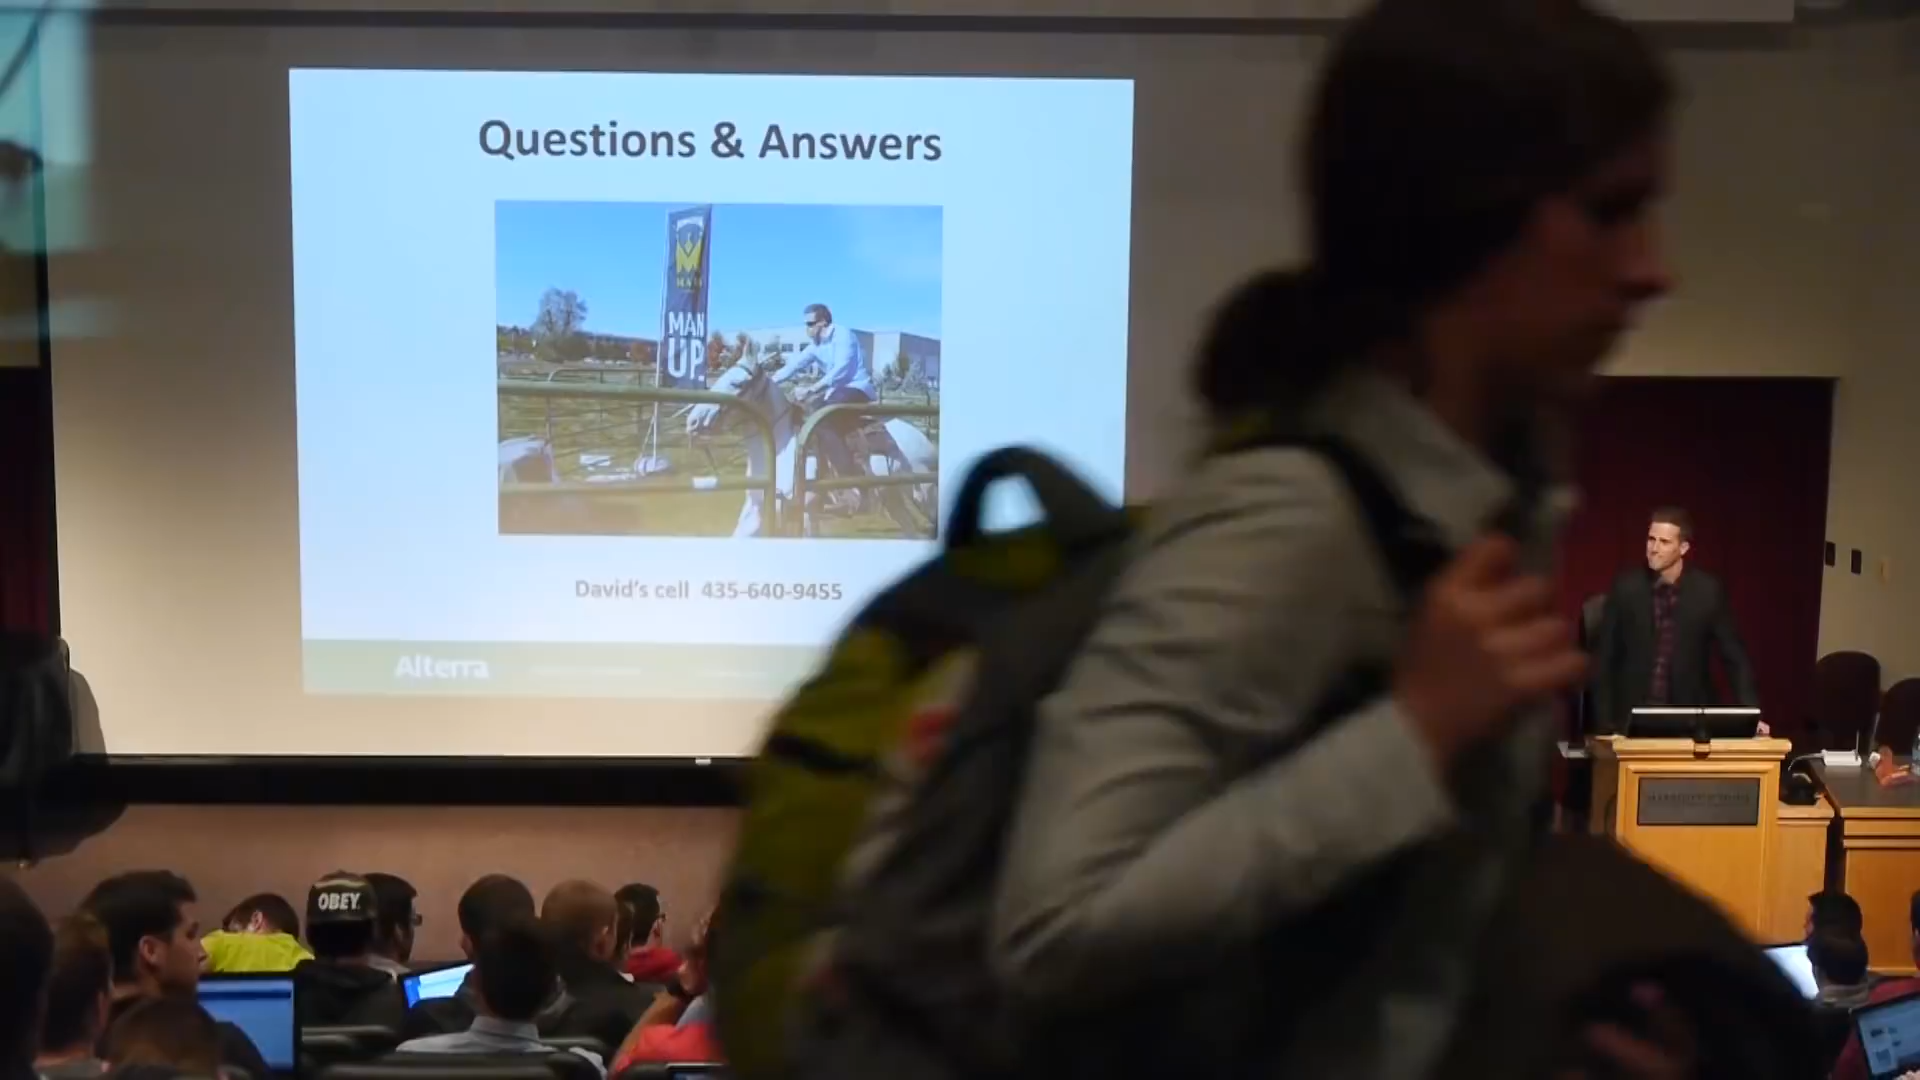 Questions & Answers
M
MAN
UP.
David's cell 435-640-9455
Alterra
OBEY